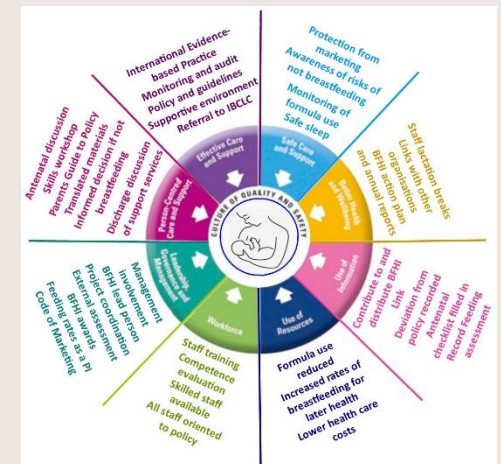 International Evidence-
based Practice
Monitoring and audit
Policy and guidelines
Supportive environment
Referral to IBCLC
Effective Care
and Support
Protection from
marketing
Awareness of risks of
not breastfeeding
Monitoring of
formula use
Safe sleep
Safe Care
and Support
Staff lactation breaks
Links with other
organisations
BFHI action plan
and annual reports
Better Health
and Wellbeing
Contribute to and
distribute BFHI
Link
Deviation from
policy recorded
Antenatal
checklist filled in
Record Feeding
assessment
Use of
Information
Formula use
reduced
Increased rates of
breastfeeding for
later health
Lower health care
costs
Use of
Resources
Staff training
Competence
evaluation
Skilled staff
available
All staff oriented
to policy
Workforce
Management
involvement
BFHI lead person
Project coordination
External assessment
BFHI awards
Feeding rates as a PI
Code of Marketing
Leadership,
Governance and
Management
Antenatal discussion
Skills workshop
Parents Guide to Policy
Translated materials
Informed decision if not
breastfeeding
Discharge discussion
of support services
Person-Centred
Care and Support
CULTURE OF QUALITY AND SAFETY